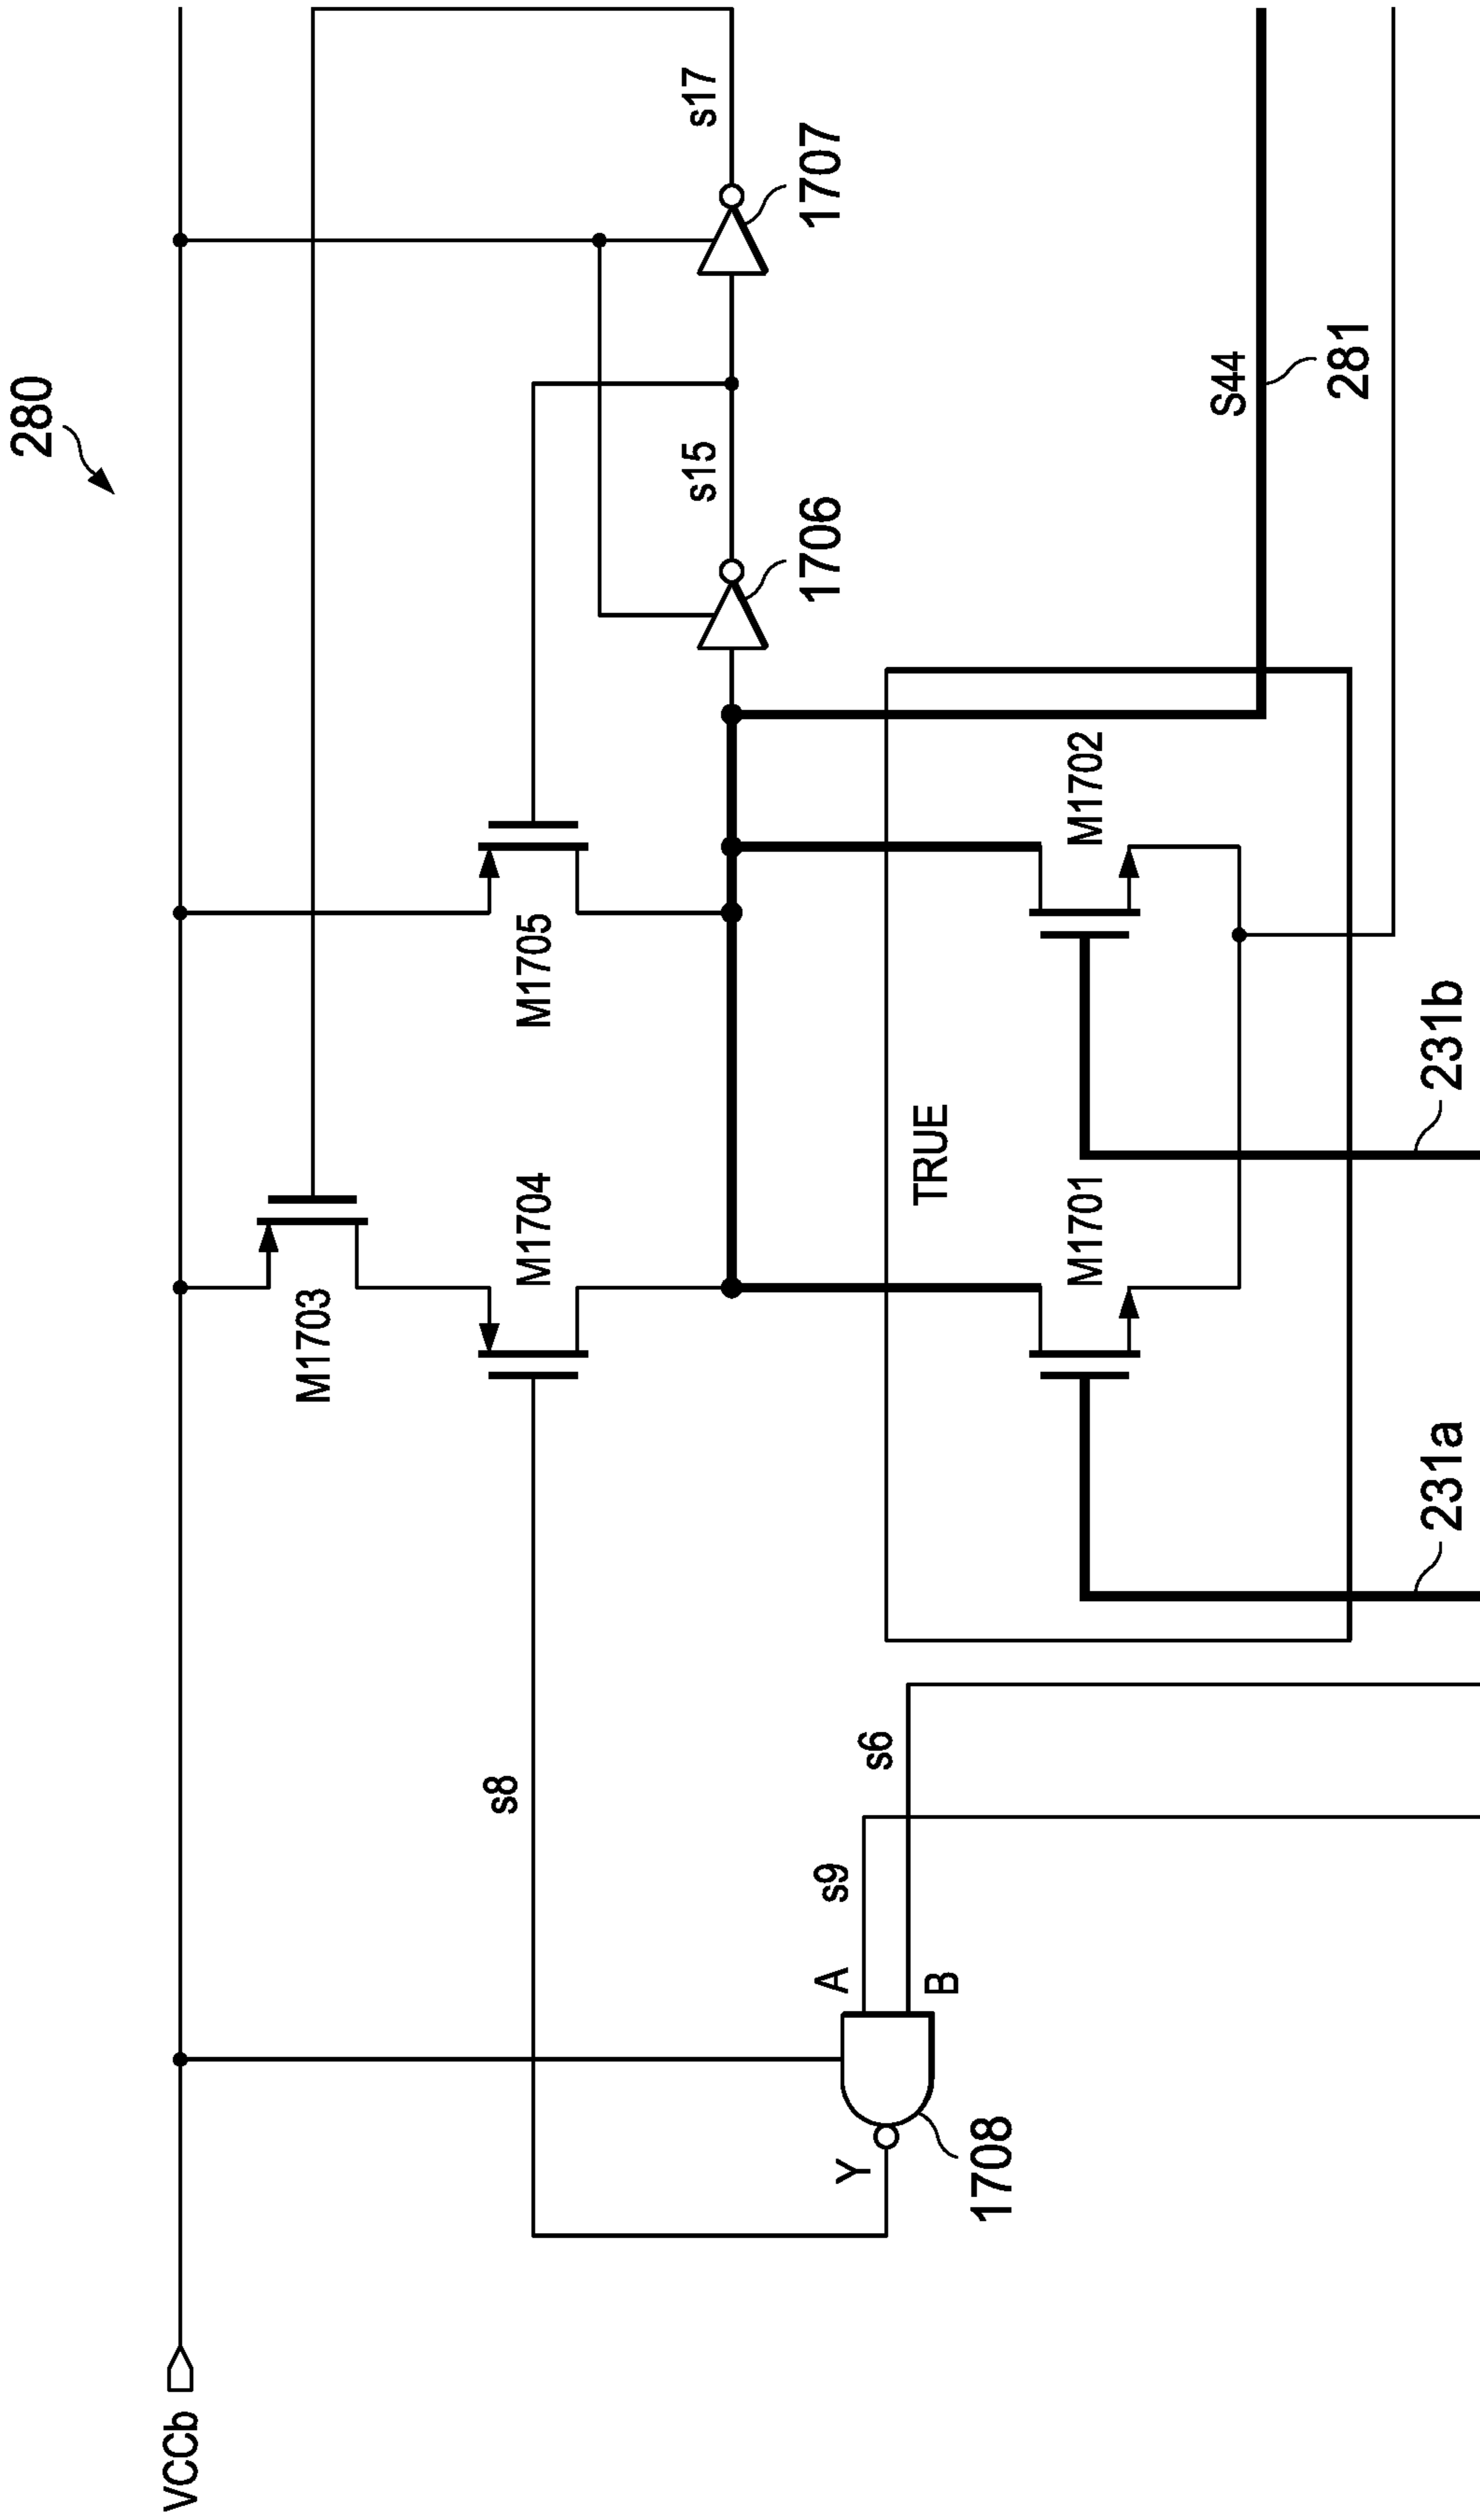 280
VCCb
M1703
M1704
M1705
s8
s15
s17
1706
1707
s9
s6
A
B
Y
1708
TRUE
M1701
M1702
S44
281
231a
231b